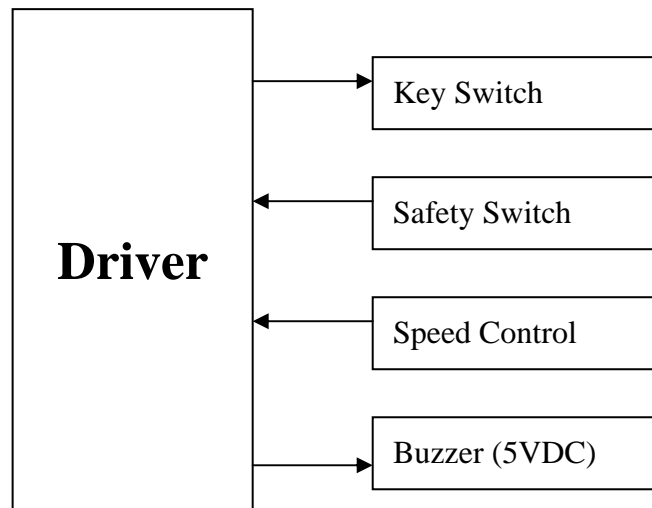 Key Switch
Safety Switch
Driver
Speed Control
Buzzer (5VDC)